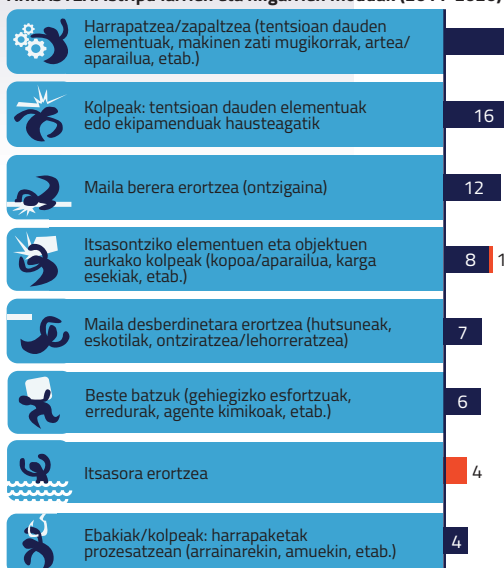 Harrapatzea/zapaltzea (tentsioan dauden
elementuak, makinen zati mugikorrak, artea/
aparailua, etab.)
Kolpeak: tentsioan dauden elementuak
edo ekipamenduak hausteagatik
16
Maila berera erortzea (ontzigaina)
12
Itsasontziko elementuen eta objektuen
aurkako kolpeak (kopoa/aparailua, karga
esekiak, etab.)
8 1
Maila desberdinetara erortzea (hutsuneak,
eskotilak, ontziratzea/lehorreratzea)
7
Beste batzuk (gehiegizko esfortzuak,
erredurak, agente kimikoak, etab.)
6
Itsasora erortzea
4
Ebakiak/kolpeak: harrapaketak
prozesatzean (arrainarekin, amuekin, etab.)
4